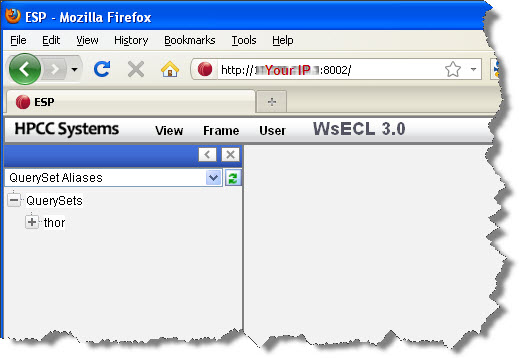 ESP - Mozilla Firefox
File Edit View History Bookmarks Tools Help
http://1 Your IP :8002/
ESP
HPCC Systems View Frame User WsECL 3.0
QuerySet Aliases
QuerySets
thor